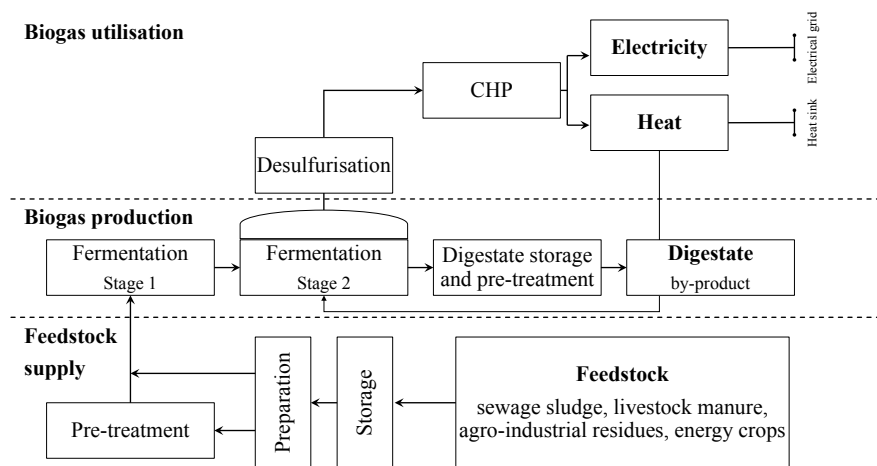 Biogas utilisation
Electricity
Electrical grid
CHP
Heat
Heat sink
Desulfurisation
Biogas production
Fermentation
Stage 1
Fermentation
Stage 2
Digestate storage
and pre-treatment
Digestate
by-product
Feedstock
supply
Pre-treatment
Preparation
Storage
Feedstock
sewage sludge, livestock manure,
agro-industrial residues, energy crops